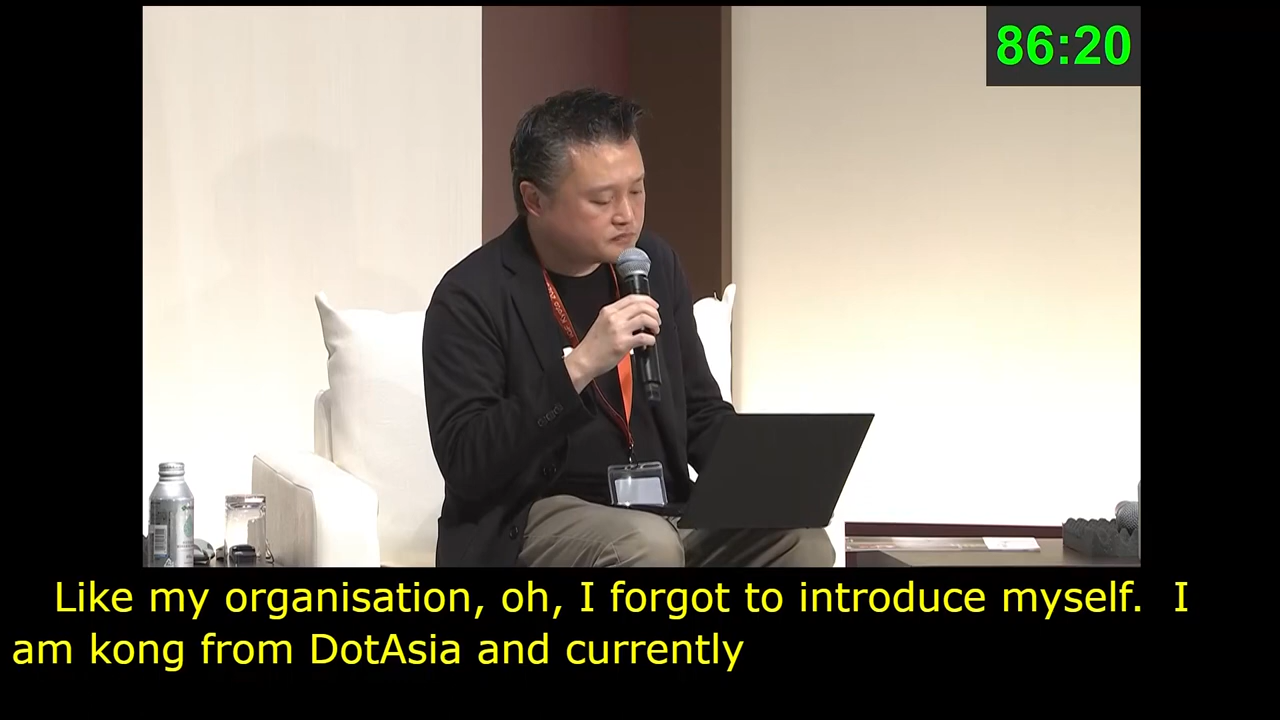 86:20
Like my organisation, oh, I forgot to introduce myself.  I
am kong from DotAsia and currently